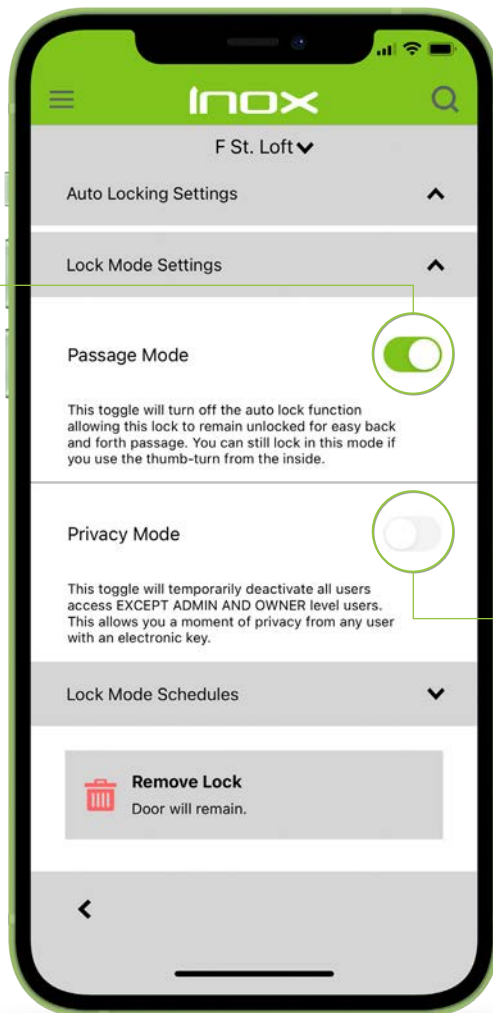 INOX
F St. Loft
Auto Locking Settings
Lock Mode Settings
Passage Mode
This toggle will turn off the auto lock function
allowing this lock to remain unlocked for easy back
and forth passage. You can still lock in this mode if
you use the thumb-turn from the inside.
Privacy Mode
This toggle will temporarily deactivate all users
access EXCEPT ADMIN AND OWNER level users.
This allows you a moment of privacy from any user
with an electronic key.
Lock Mode Schedules
Remove Lock
Door will remain.